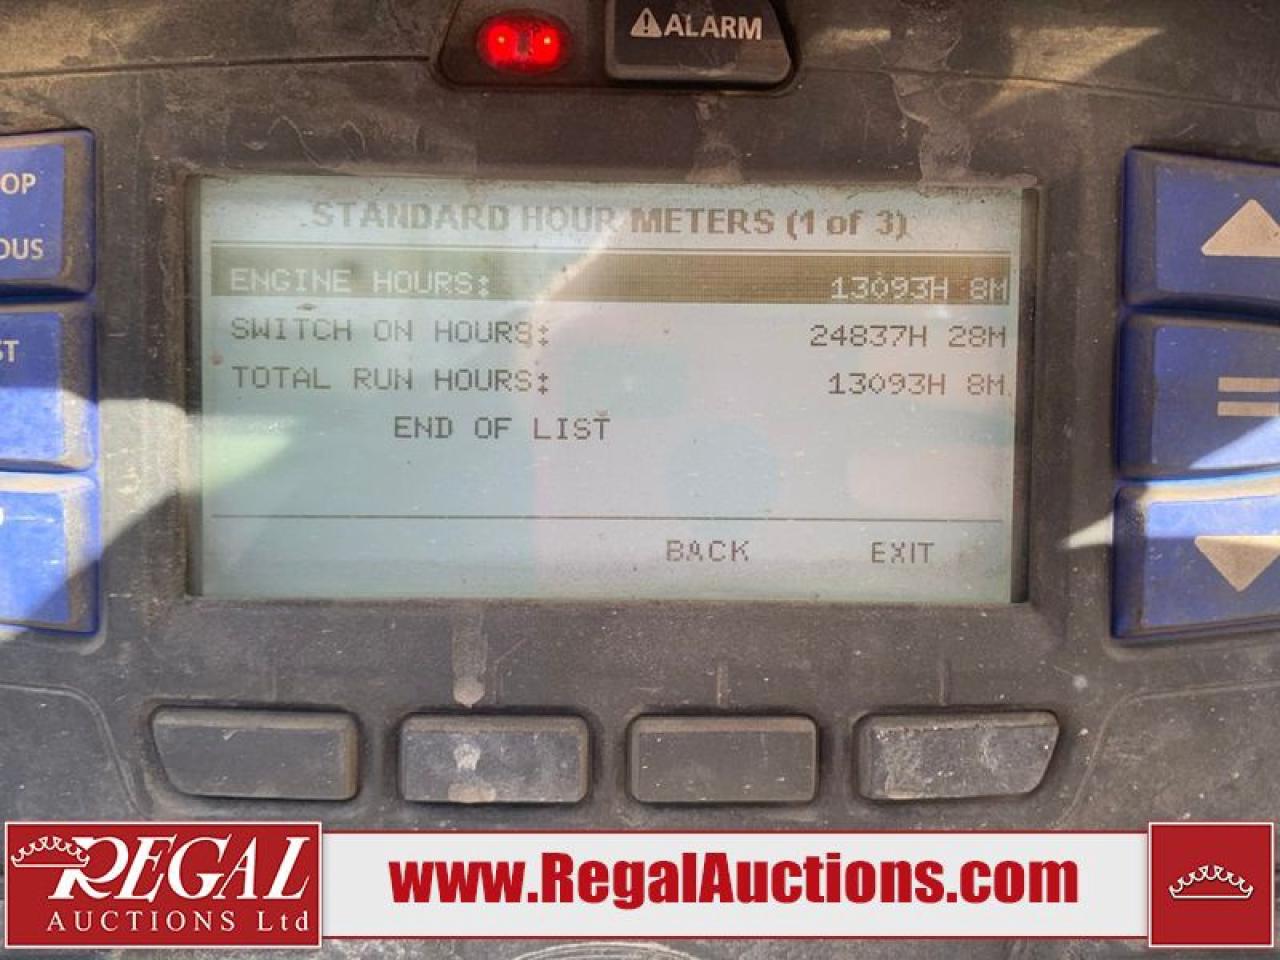 ALARM
OP
OUS
ST
STANDARD HOUR METERS (1 of 3)
ENGINE HOURS: 13093H 8M
SWITCH ON HOURS: 24837H 28M
TOTAL RUN HOURS: 13093H 8M
END OF LIST
BACK EXIT
REGAL
AUCTIONS Ltd
www.RegalAuctions.com